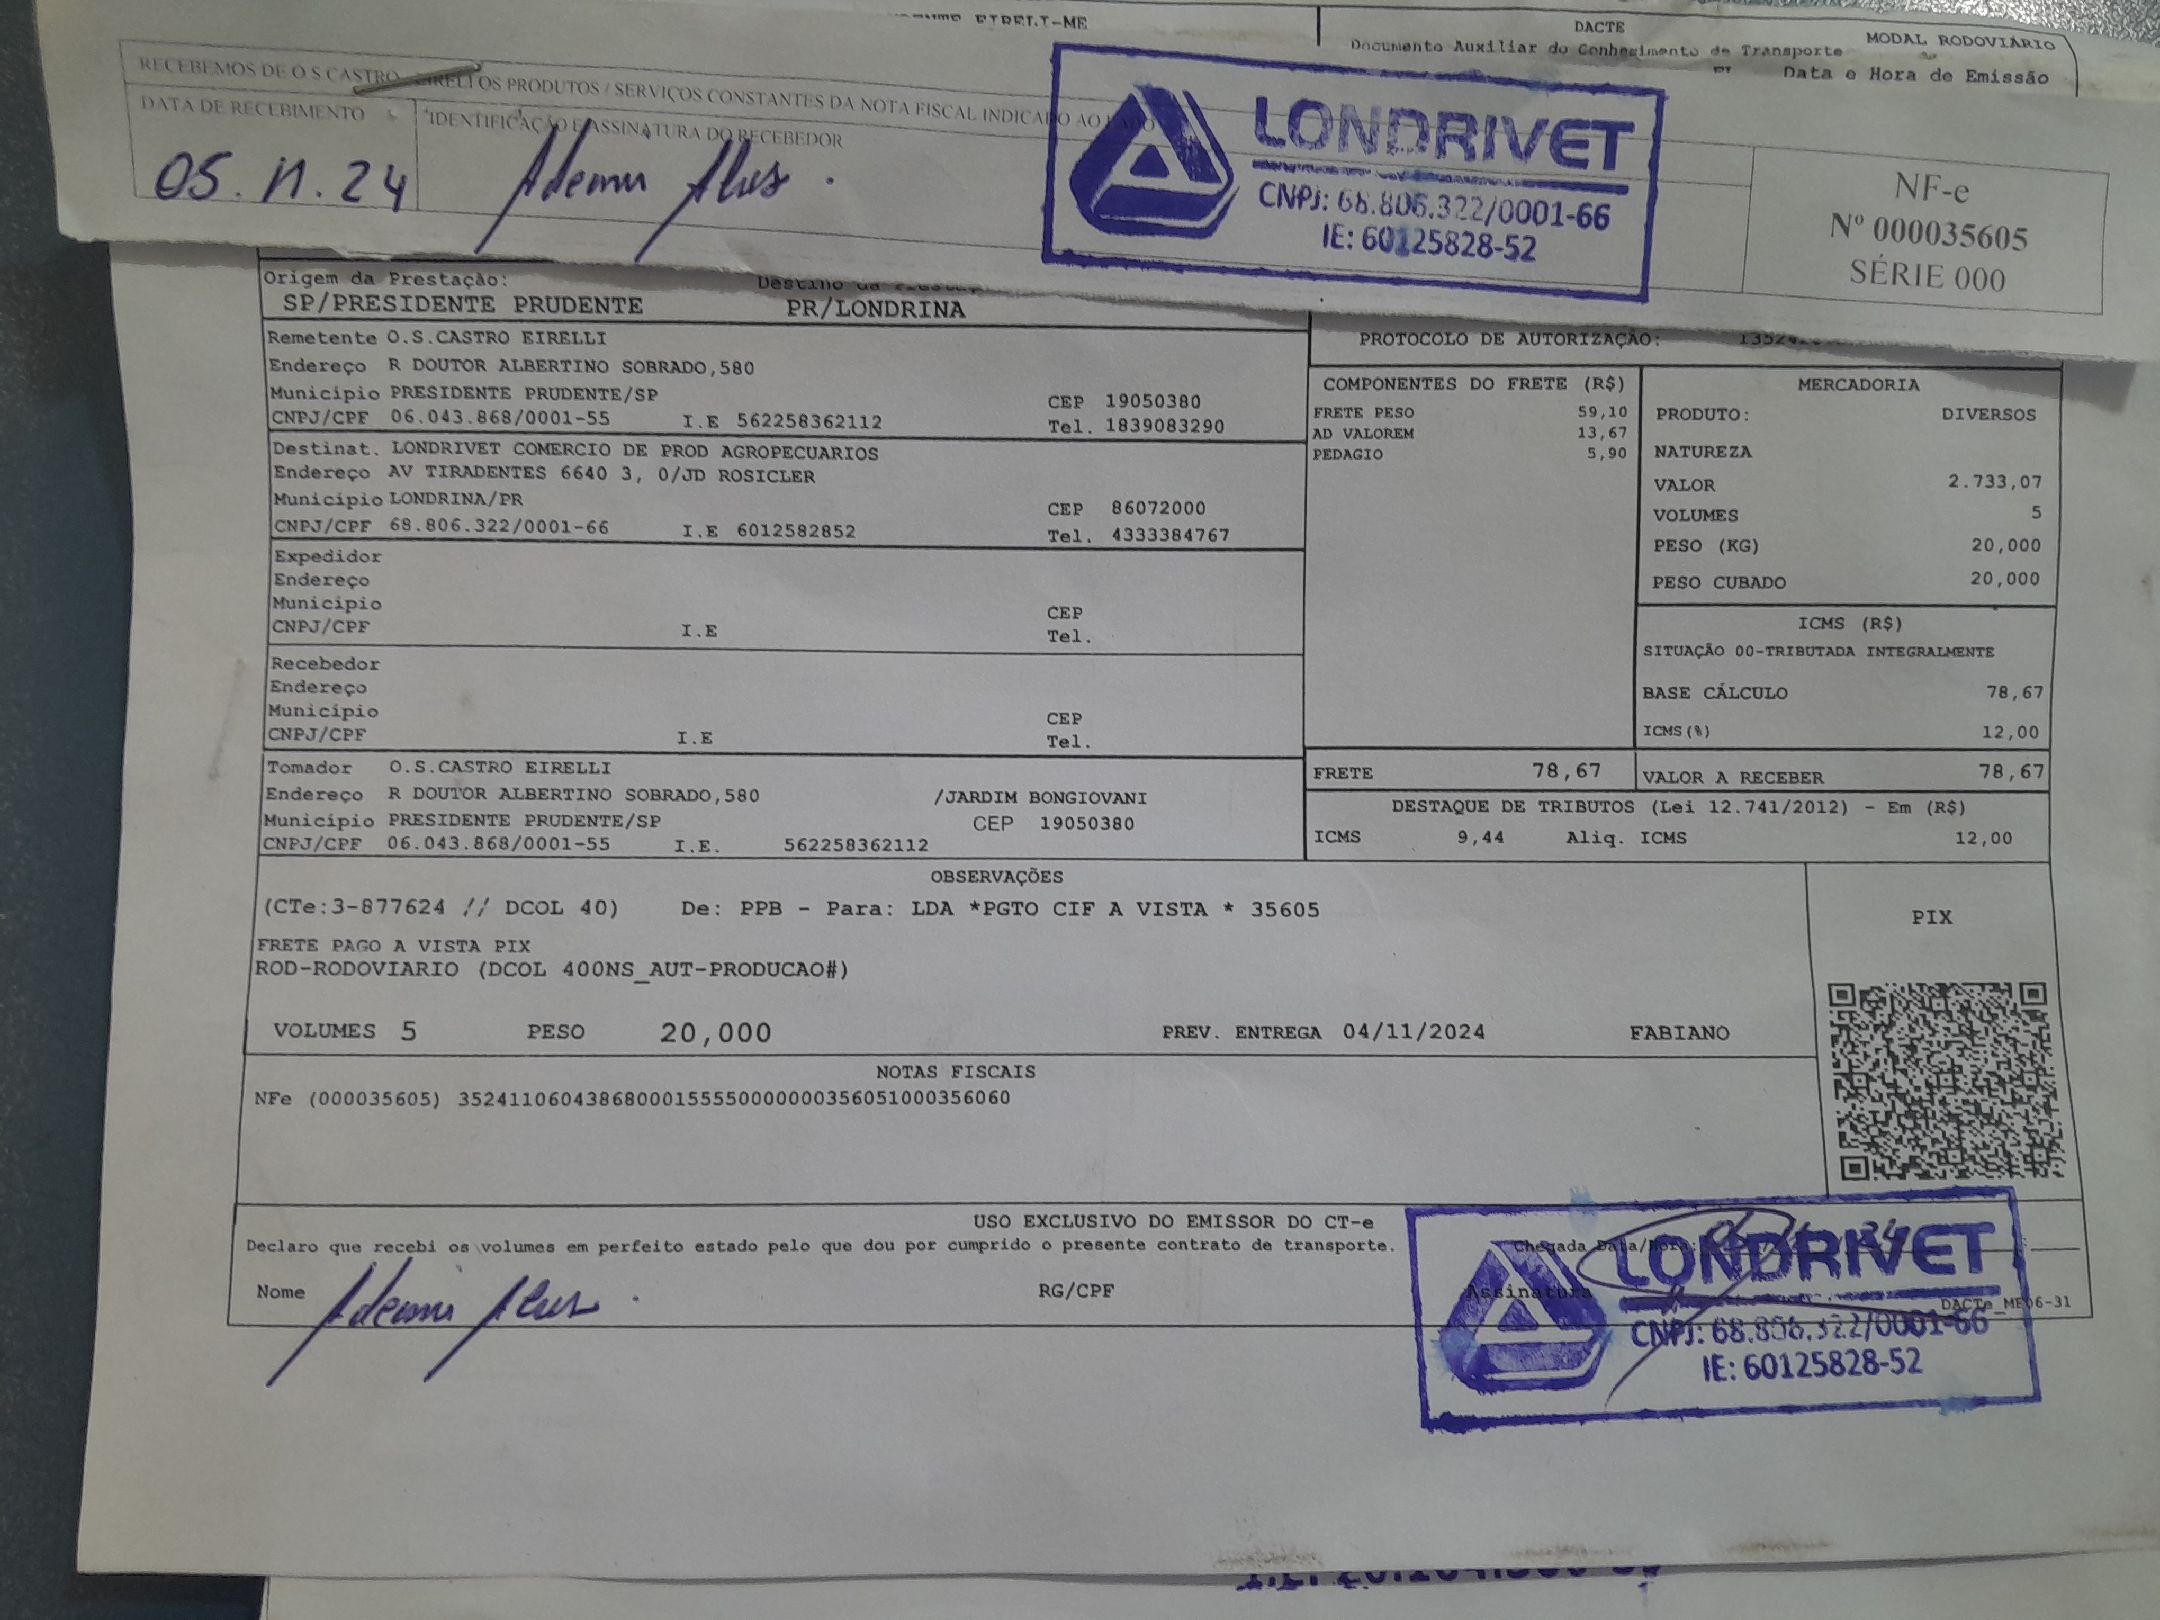 EIRELI-ME
DACTE
Documento Auxiliar do Conhecimento de Transporte
MODAL RODOVIÁRIO
Data e Hora de Emissão
RECEBEMOS DE O S CASTRO EIRELI OS PRODUTOS / SERVIÇOS CONSTANTES DA NOTA FISCAL INDICADO AO LADO
DATA DE RECEBIMENTO
IDENTIFICAÇÃO E ASSINATURA DO RECEBEDOR
05.11.24
LONDRIVET
CNPJ: 68.806.322/0001-66
IE: 60125828-52
NF-e
Nº 000035605
SÉRIE 000
Origem da Prestação:
SP/PRESIDENTE PRUDENTE
PR/LONDRINA
Remetente O.S.CASTRO EIRELLI
Endereço R DOUTOR ALBERTINO SOBRADO,580
Município PRESIDENTE PRUDENTE/SP
CEP 19050380
CNPJ/CPF 06.043.868/0001-55 I.E 562258362112
Tel. 1839083290
Destinat. LONDRIVET COMERCIO DE PROD AGROPECUARIOS
Endereço AV TIRADENTES 6640 3, 0/JD ROSICLER
Município LONDRINA/PR
CEP 86072000
CNPJ/CPF 68.806.322/0001-66 I.E 6012582852
Tel. 4333384767
Expedidor
Endereço
Município
CEP
CNPJ/CPF I.E
Tel.
Recebedor
Endereço
Município
CEP
CNPJ/CPF I.E
Tel.
Tomador O.S.CASTRO EIRELLI
Endereço R DOUTOR ALBERTINO SOBRADO,580 /JARDIM BONGIOVANI
Município PRESIDENTE PRUDENTE/SP CEP 19050380
CNPJ/CPF 06.043.868/0001-55 I.E. 562258362112
PROTOCOLO DE AUTORIZAÇÃO:
COMPONENTES DO FRETE (R$)
FRETE PESO 59,10
AD VALOREM 13,67
PEDAGIO 5,90
MERCADORIA
PRODUTO: DIVERSOS
NATUREZA
VALOR 2.733,07
VOLUMES 5
PESO (KG) 20,000
PESO CUBADO 20,000
ICMS (R$)
SITUAÇÃO 00-TRIBUTADA INTEGRALMENTE
BASE CÁLCULO 78,67
ICMS(%) 12,00
FRETE 78,67
VALOR A RECEBER 78,67
DESTAQUE DE TRIBUTOS (Lei 12.741/2012) - Em (R$)
ICMS 9,44 Aliq. ICMS 12,00
OBSERVAÇÕES
(CTe:3-877624 // DCOL 40) De: PPB - Para: LDA *PGTO CIF A VISTA * 35605
FRETE PAGO A VISTA PIX
ROD-RODOVIARIO (DCOL 400NS_AUT-PRODUCAO#)
VOLUMES 5 PESO 20,000 PREV. ENTREGA 04/11/2024 FABIANO
PIX
NOTAS FISCAIS
NFe (000035605) 35241106043868000155550000000356051000356060
USO EXCLUSIVO DO EMISSOR DO CT-e
Declaro que recebi os volumes em perfeito estado pelo que dou por cumprido o presente contrato de transporte.
Chegada Data/Hora:
Nome
RG/CPF
Assinatura
DACTe_ME06-31
LONDRIVET
CNPJ: 68.806.322/0001-66
IE: 60125828-52